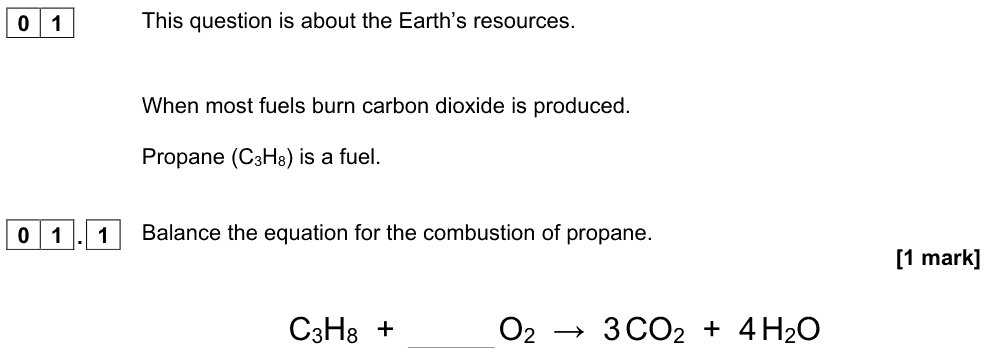 0 1 This question is about the Earth’s resources.
When most fuels burn carbon dioxide is produced.
Propane (C₃H₈) is a fuel.
0 1 . 1 Balance the equation for the combustion of propane.
[1 mark]
C₃H₈ + ______ O₂ → 3CO₂ + 4H₂O